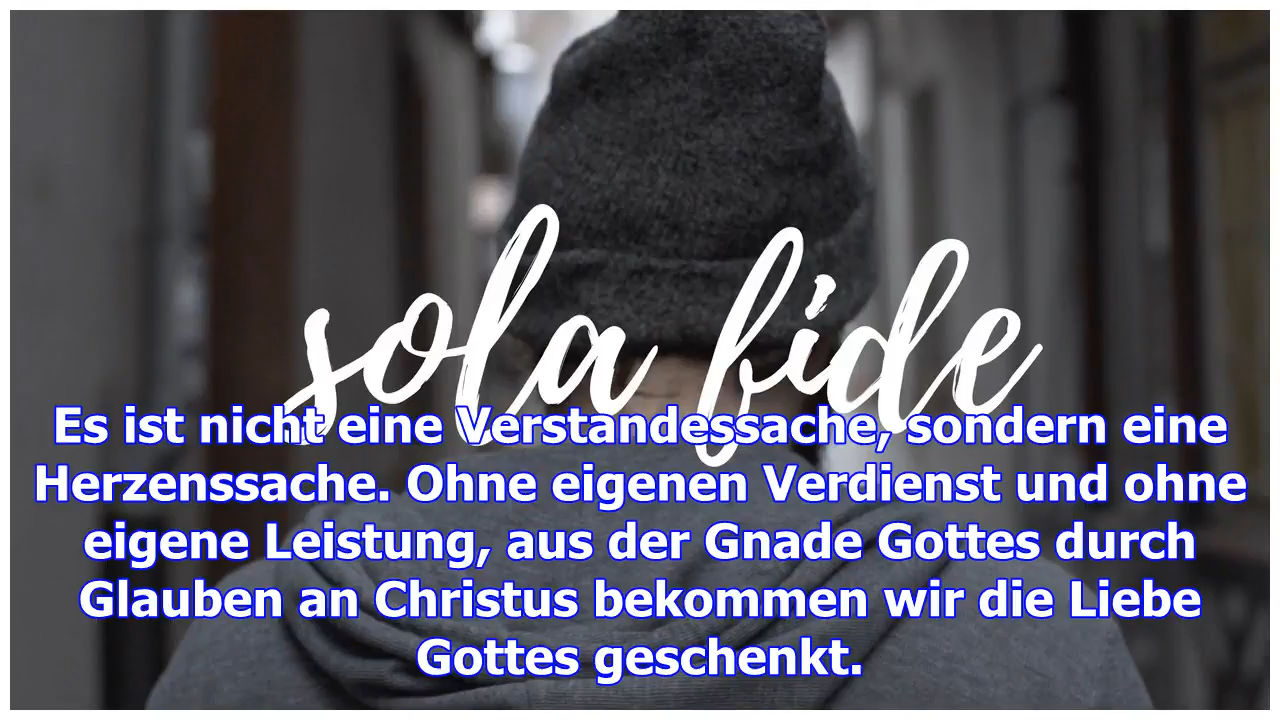 sola fide
Es ist nicht eine Verstandessache, sondern eine
Herzenssache. Ohne eigenen Verdienst und ohne
eigene Leistung, aus der Gnade Gottes durch
Glauben an Christus bekommen wir die Liebe
Gottes geschenkt.